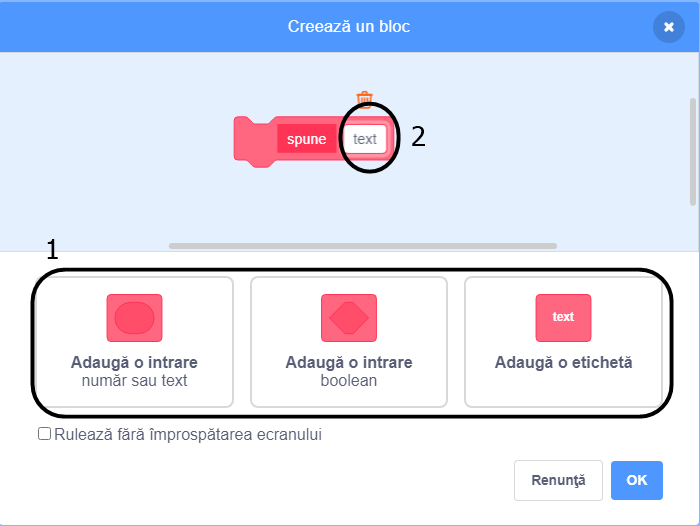 Creează un bloc
spune text 2
1
Adaugă o intrare
număr sau text
Adaugă o intrare
boolean
text
Adaugă o etichetă
Rulează fără împrospătarea ecranului
Renunţă OK